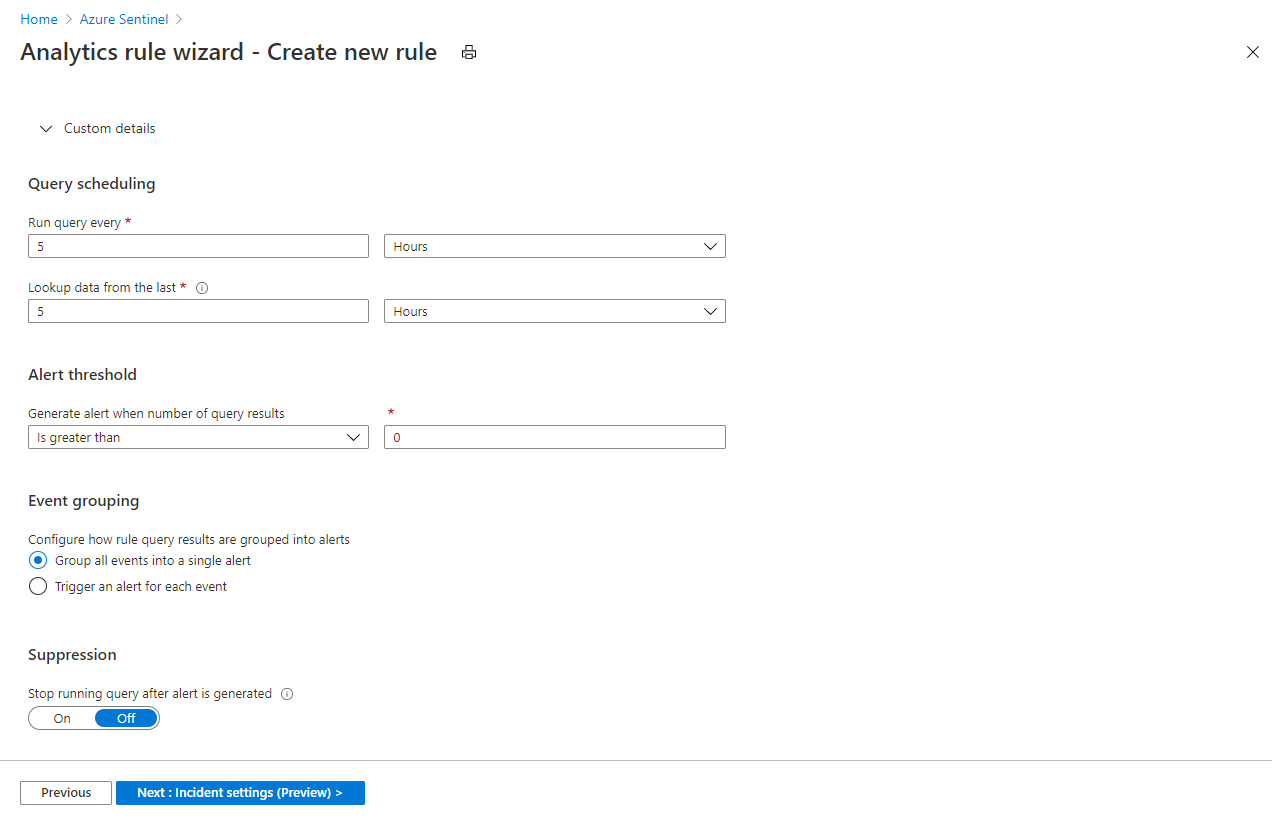 Home > Azure Sentinel >
Analytics rule wizard - Create new rule
Custom details
Query scheduling
Run query every *
5 Hours
Lookup data from the last *
5 Hours
Alert threshold
Generate alert when number of query results *
Is greater than 0
Event grouping
Configure how rule query results are grouped into alerts
Group all events into a single alert
Trigger an alert for each event
Suppression
Stop running query after alert is generated
On Off
Previous Next : Incident settings (Preview) >